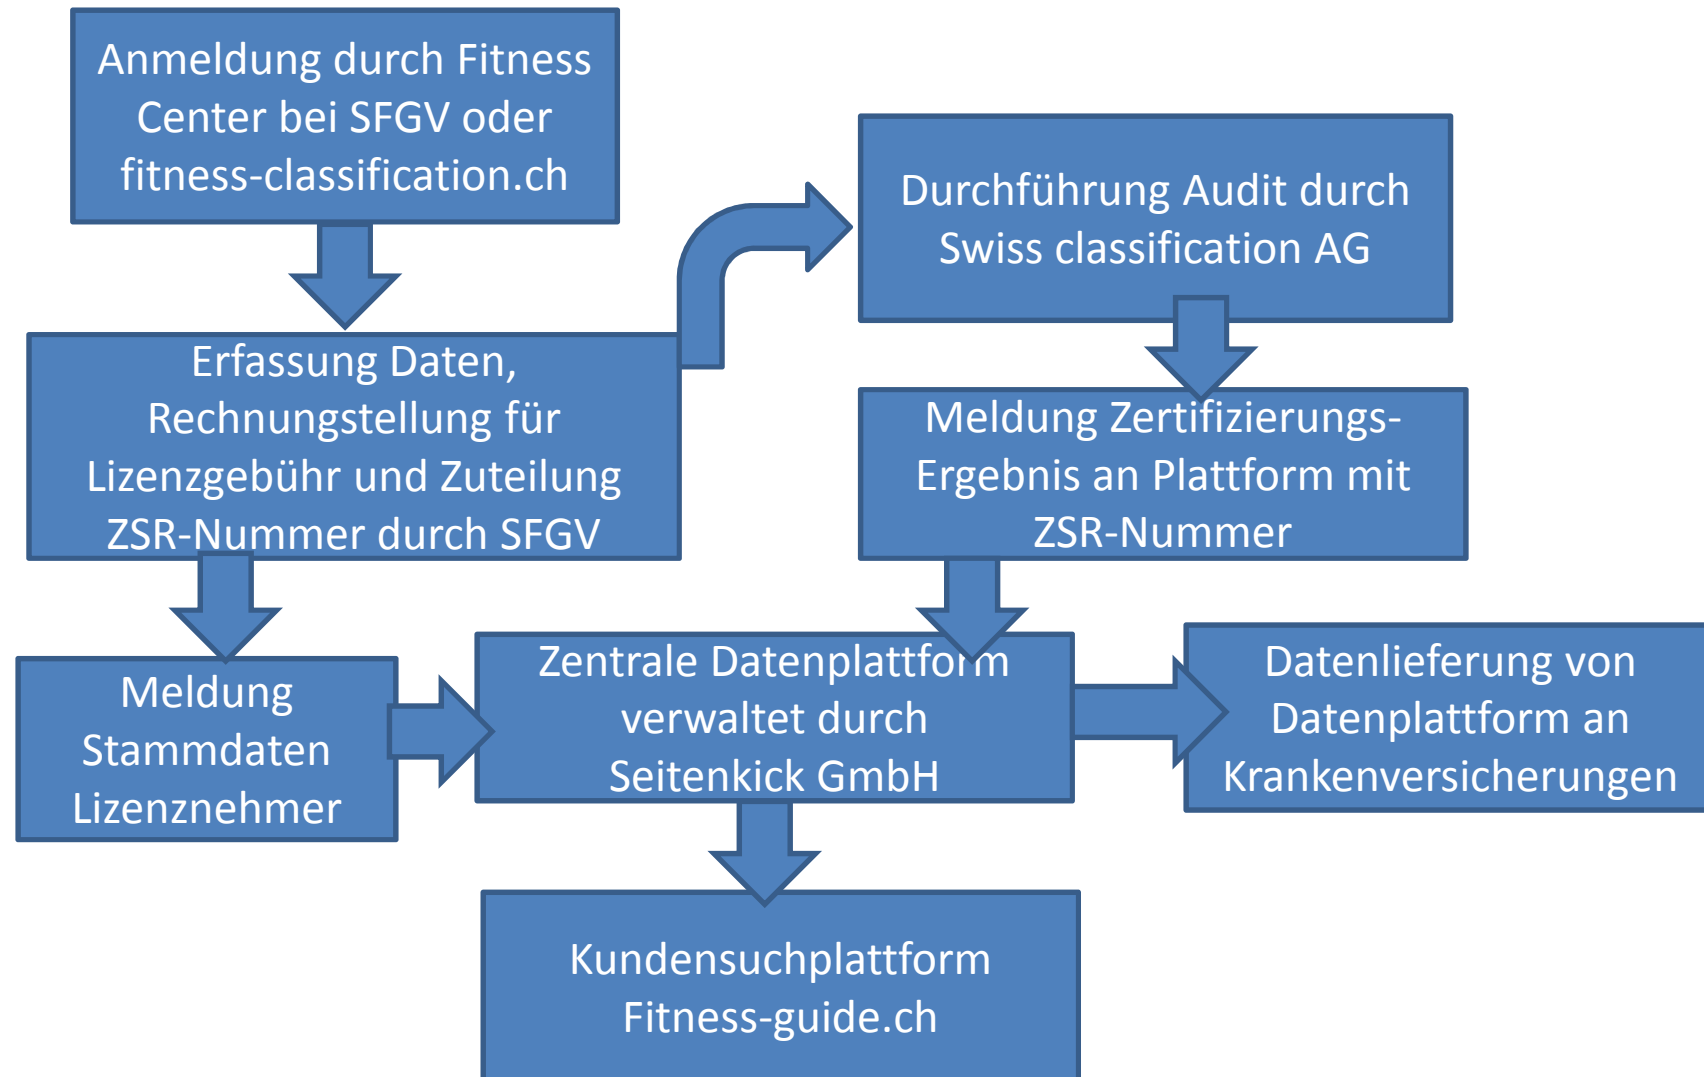 Anmeldung durch Fitness
Center bei SFGV oder
fitness-classification.ch
Durchführung Audit durch
Swiss classification AG
Erfassung Daten,
Rechnungstellung für
Lizenzgebühr und Zuteilung
ZSR-Nummer durch SFGV
Meldung Zertifizierungs-
Ergebnis an Plattform mit
ZSR-Nummer
Meldung
Stammdaten
Lizenznehmer
Zentrale Datenplattform
verwaltet durch
Seitenkick GmbH
Datenlieferung von
Datenplattform an
Krankenversicherungen
Kundensuchplattform
Fitness-guide.ch